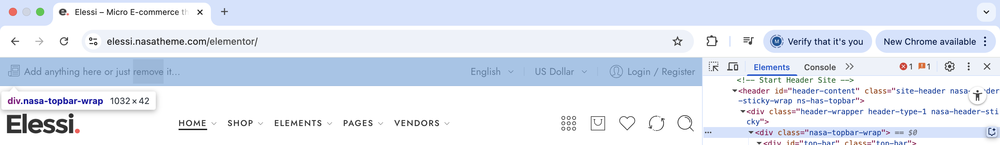 e. Elessi – Micro E-commerce th
elessi.nasatheme.com/elementor/
M Verify that it's you
New Chrome available
Add anything here or just remove it...
English
US Dollar
Login / Register
div.nasa-topbar-wrap 1032 × 42
Elessi.
HOME
SHOP
ELEMENTS
PAGES
VENDORS
Elements
Console
1
1
<!-- Start Header Site -->
<header id="header-content" class="site-header nasa- der
-sticky-wrap ns-has-topbar">
<div class="header-wrapper header-type-1 nasa-header-sti
cky">
<div class="nasa-topbar-wrap"> == $0
<div id="top-bar" class="top-bar">